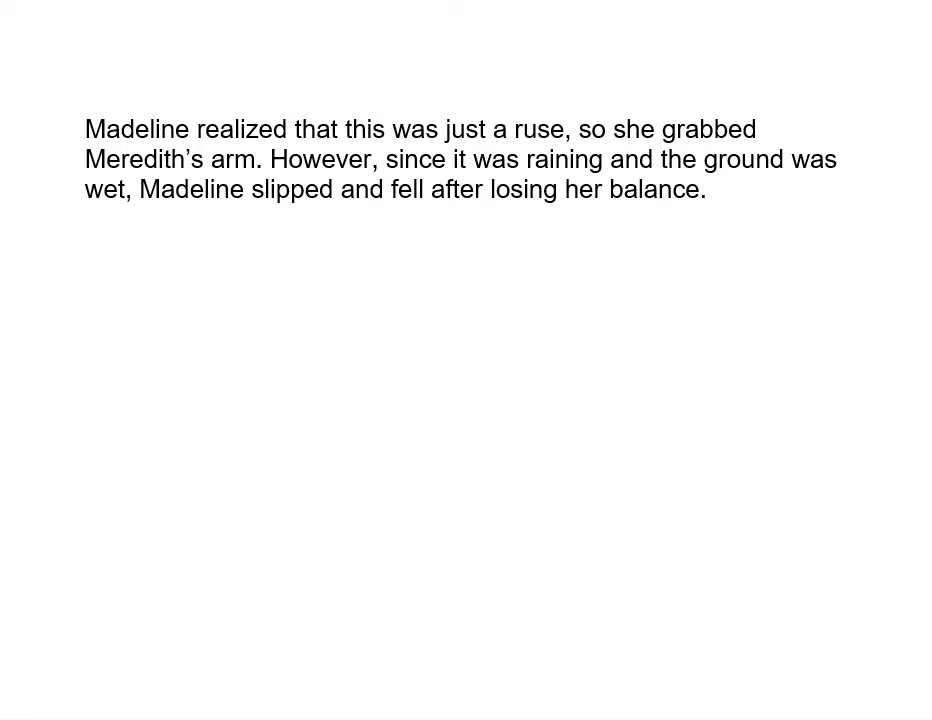 Madeline realized that this was just a ruse, so she grabbed
Meredith’s arm. However, since it was raining and the ground was
wet, Madeline slipped and fell after losing her balance.